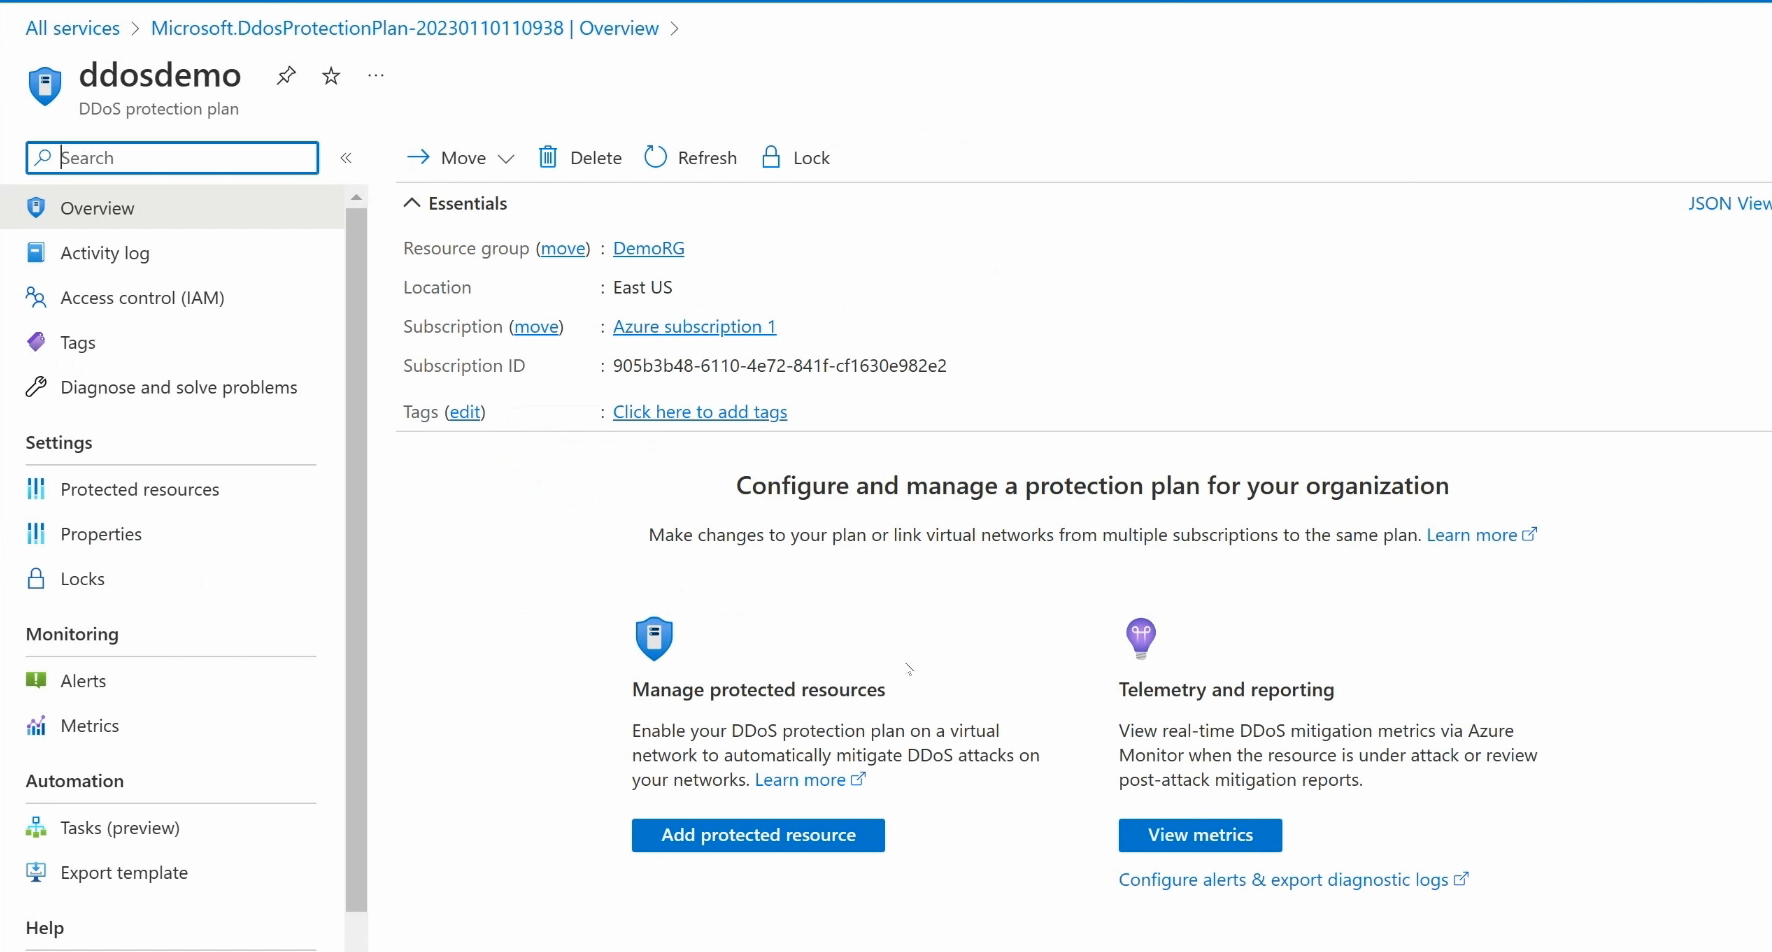 All services > Microsoft.DdosProtectionPlan-20230110110938 | Overview >
ddosdemo
DDoS protection plan
Search
«
Overview
Activity log
Access control (IAM)
Tags
Diagnose and solve problems
Settings
Protected resources
Properties
Locks
Monitoring
Alerts
Metrics
Automation
Tasks (preview)
Export template
Help
Move Delete Refresh Lock
Essentials
JSON View
Resource group (move) : DemoRG
Location : East US
Subscription (move) : Azure subscription 1
Subscription ID : 905b3b48-6110-4e72-841f-cf1630e982e2
Tags (edit) : Click here to add tags
Configure and manage a protection plan for your organization
Make changes to your plan or link virtual networks from multiple subscriptions to the same plan. Learn more
Manage protected resources
Enable your DDoS protection plan on a virtual
network to automatically mitigate DDoS attacks on
your networks. Learn more
Add protected resource
Telemetry and reporting
View real-time DDoS mitigation metrics via Azure
Monitor when the resource is under attack or review
post-attack mitigation reports.
View metrics
Configure alerts & export diagnostic logs